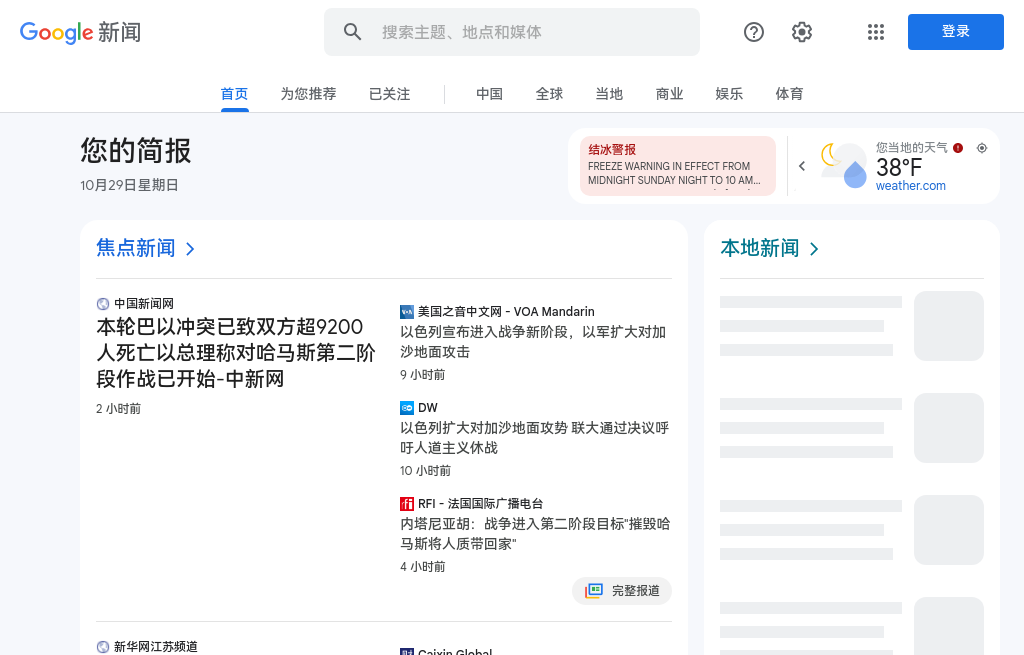 Google 新闻
搜索主题、地点和媒体
登录
首页
为您推荐
已关注
中国
全球
当地
商业
娱乐
体育
您的简报
10月29日星期日
结冰警报
FREEZE WARNING IN EFFECT FROM
MIDNIGHT SUNDAY NIGHT TO 10 AM...
您当地的天气
38°F
weather.com
焦点新闻
中国新闻网
本轮巴以冲突已致双方超9200
人死亡以总理称对哈马斯第二阶
段作战已开始-中新网
2 小时前
美国之音中文网 - VOA Mandarin
以色列宣布进入战争新阶段，以军扩大对加
沙地面攻击
9 小时前
DW
以色列扩大对加沙地面攻势 联大通过决议呼
吁人道主义休战
10 小时前
RFI - 法国国际广播电台
内塔尼亚胡：战争进入第二阶段目标"摧毁哈
马斯将人质带回家"
4 小时前
完整报道
新华网江苏频道
Caixin Global
本地新闻